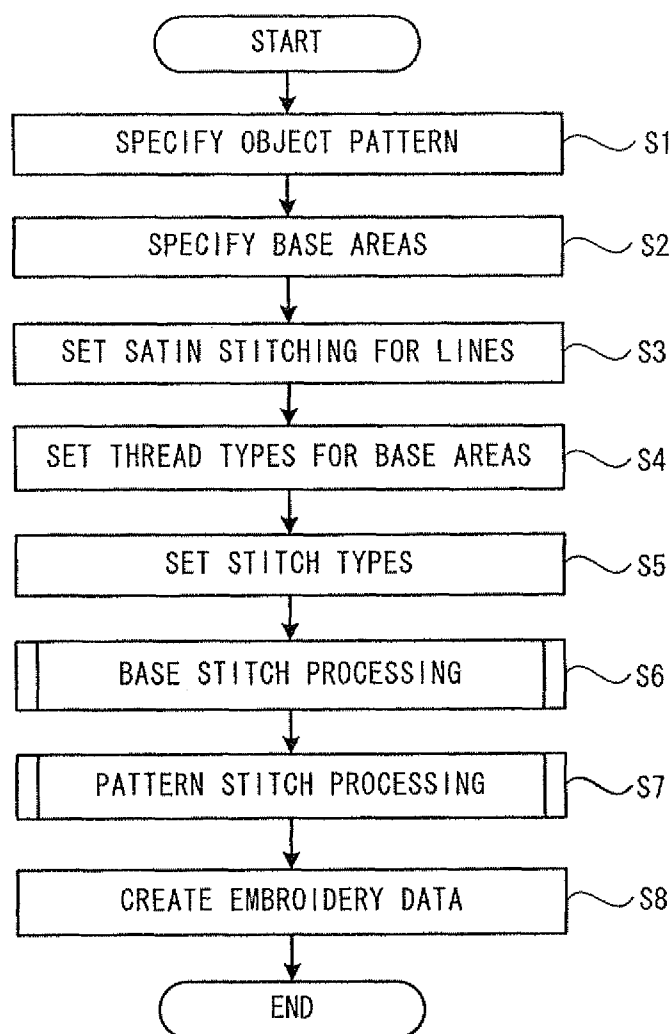 START
SPECIFY OBJECT PATTERN S1
SPECIFY BASE AREAS S2
SET SATIN STITCHING FOR LINES S3
SET THREAD TYPES FOR BASE AREAS S4
SET STITCH TYPES S5
BASE STITCH PROCESSING S6
PATTERN STITCH PROCESSING S7
CREATE EMBROIDERY DATA S8
END